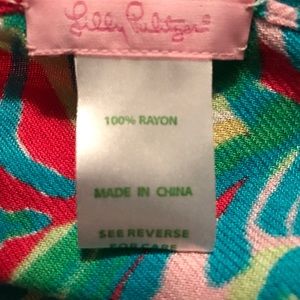 Lilly Pulitzer®
100% RAYON
MADE IN CHINA
SEE REVERSE
FOR CARE